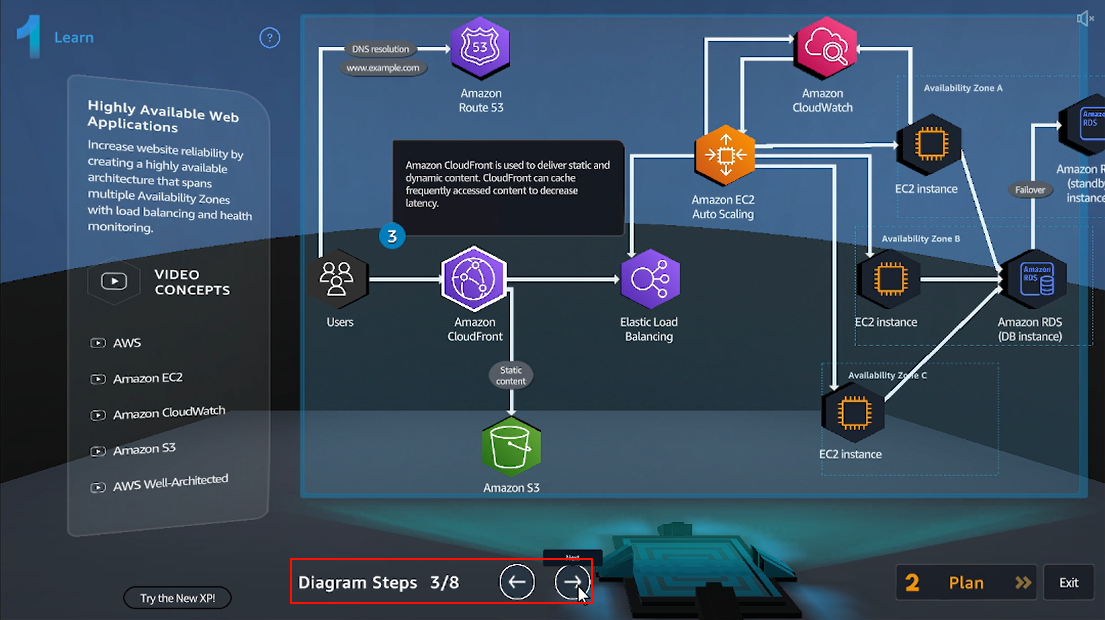 1
Learn
?
Highly Available Web
Applications
Increase website reliability by
creating a highly available
architecture that spans
multiple Availability Zones
with load balancing and health
monitoring.
VIDEO
CONCEPTS
AWS
Amazon EC2
Amazon CloudWatch
Amazon S3
AWS Well-Architected
Try the New XP!
DNS resolution
www.example.com
53
Amazon
Route 53
Amazon CloudFront is used to deliver static and
dynamic content. CloudFront can cache
frequently accessed content to decrease
latency.
3
Users
Amazon
CloudFront
Static
content
Amazon S3
Elastic Load
Balancing
Amazon EC2
Auto Scaling
Amazon
CloudWatch
Availability Zone A
EC2 instance
Availability Zone B
EC2 instance
Availability Zone C
EC2 instance
Amazon
RDS
Amazon R
(standb
instance
Failover
Amazon
RDS
Amazon RDS
(DB instance)
Diagram Steps 3/8
Next
2 Plan
Exit